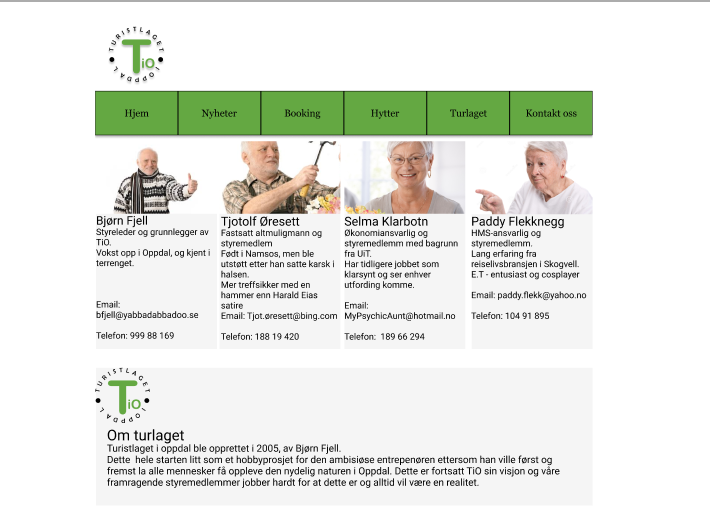 TURISTLAGET
TiO
I OPPDAL
Hjem
Nyheter
Booking
Hytter
Turlaget
Kontakt oss
Bjørn Fjell
Styreleder og grunnlegger av
TiO.
Vokst opp i Oppdal, og kjent i
terrenget.
Email:
bfjell@yabbadabbadoo.se
Telefon: 999 88 169
Tjotolf Øresett
Fastsatt altmuligmann og
styremedlem
Født i Namsos, men ble
utstøtt etter han satte karsk i
halsen.
Mer treffsikker med en
hammer enn Harald Eias
satire
Email: Tjot.øresett@bing.com
Telefon: 188 19 420
Selma Klarbotn
Økonomiansvarlig og
styremedlemm med bagrunn
fra UiT.
Har tidligere jobbet som
klarsynt og ser enhver
utfording komme.
Email:
MyPsychicAunt@hotmail.no
Telefon:  189 66 294
Paddy Flekknegg
HMS-ansvarlig og
styremedlemm.
Lang erfaring fra
reiselivsbransjen i Skogvell.
E.T - entusiast og cosplayer
Email: paddy.flekk@yahoo.no
Telefon: 104 91 895
TURISTLAGET
TiO
I OPPDAL
Om turlaget
Turistlaget i oppdal ble opprettet i 2005, av Bjørn Fjell.
Dette  hele starten litt som et hobbyprosjet for den ambisiøse entrepenøren ettersom han ville først og
fremst la alle mennesker få oppleve den nydelig naturen i Oppdal. Dette er fortsatt TiO sin visjon og våre
framragende styremedlemmer jobber hardt for at dette er og alltid vil være en realitet.